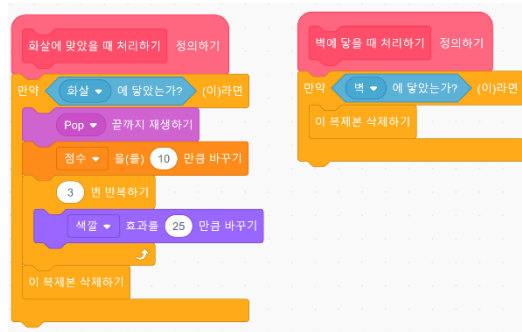 화살에 맞았을 때 처리하기 정의하기
만약 화살 에 닿았는가? (이)라면
Pop 끝까지 재생하기
점수 을(를) 10 만큼 바꾸기
3 번 반복하기
색깔 효과를 25 만큼 바꾸기
이 복제본 삭제하기
벽에 닿을 때 처리하기 정의하기
만약 벽 에 닿았는가? (이)라면
이 복제본 삭제하기